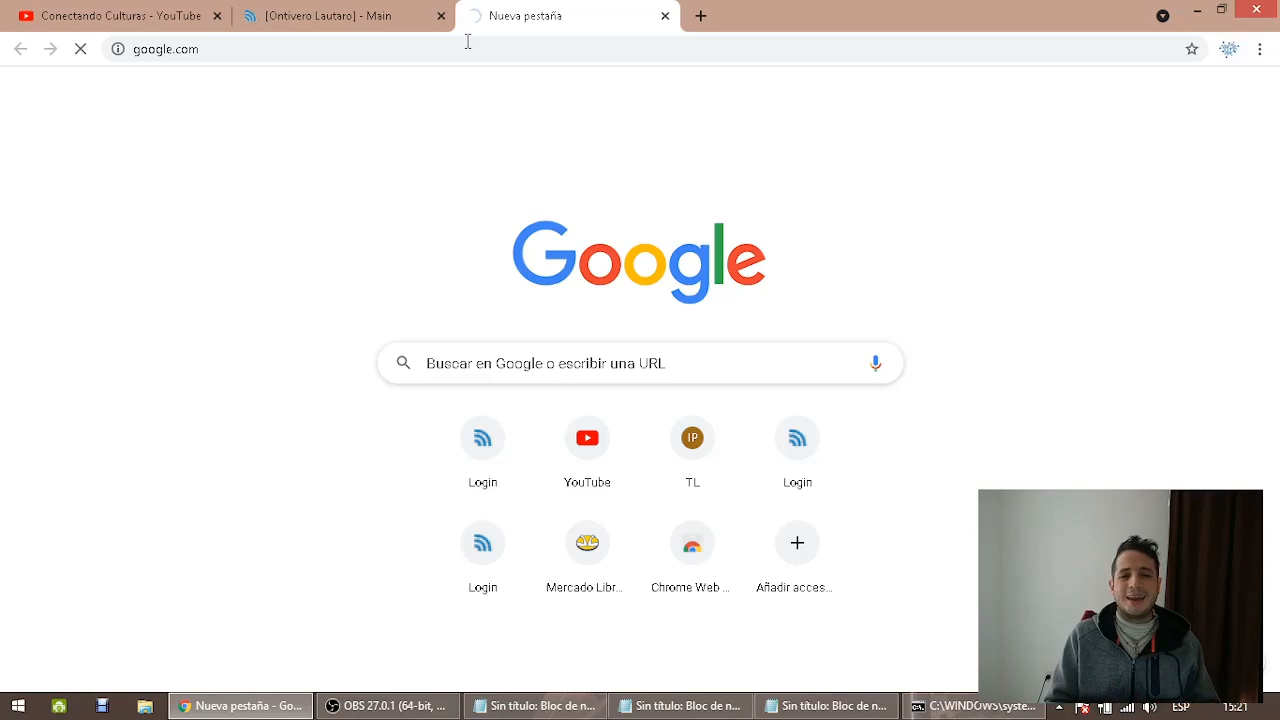 Conectando Culturas - YouTube
[Ontivero Lautaro] - Main
Nueva pestaña
google.com
Google
Buscar en Google o escribir una URL
Login
YouTube
IP
TL
Login
Login
Mercado Libr...
Chrome Web ...
Añadir acces...
Nueva pestaña - Go...
OBS 27.0.1 (64-bit, ...
Sin título: Bloc de n...
Sin título: Bloc de n...
Sin título: Bloc de n...
C:\WINDOWS\syste...
ESP
15:21